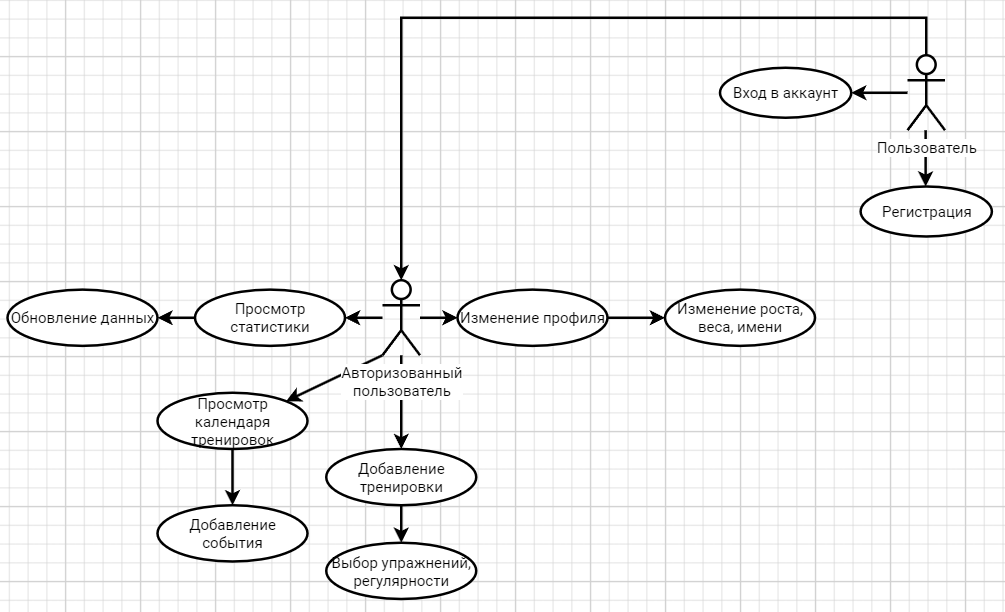 Вход в аккаунт
Пользователь
Регистрация
Обновление данных
Просмотр
статистики
Изменение профиля
Изменение роста,
веса, имени
Авторизованный
пользователь
Просмотр
календаря
тренировок
Добавление
тренировки
Добавление
события
Выбор упражнений,
регулярности